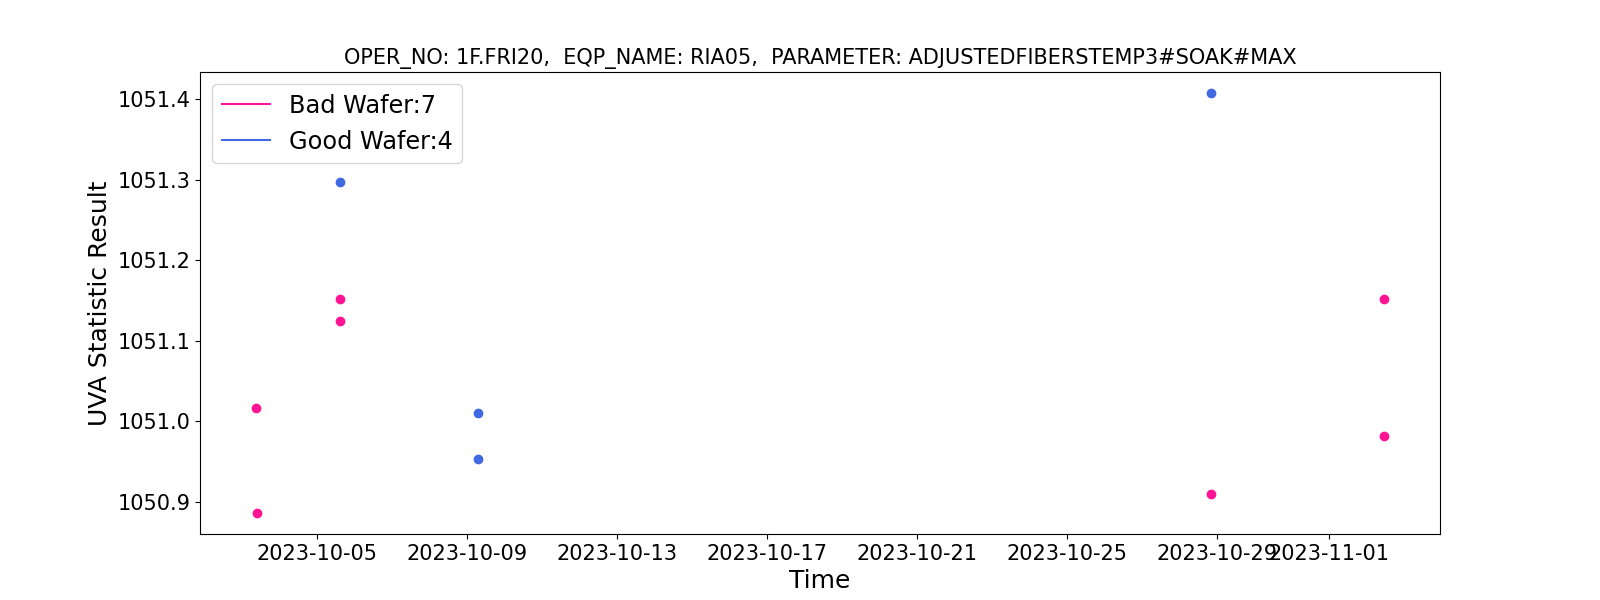 OPER_NO: 1F.FRI20,  EQP_NAME: RIA05,  PARAMETER: ADJUSTEDFIBERSTEMP3#SOAK#MAX
Bad Wafer:7
Good Wafer:4
UVA Statistic Result
1051.4
1051.3
1051.2
1051.1
1051.0
1050.9
2023-10-05 2023-10-09 2023-10-13 2023-10-17 2023-10-21 2023-10-25 2023-10-29 2023-11-01
Time